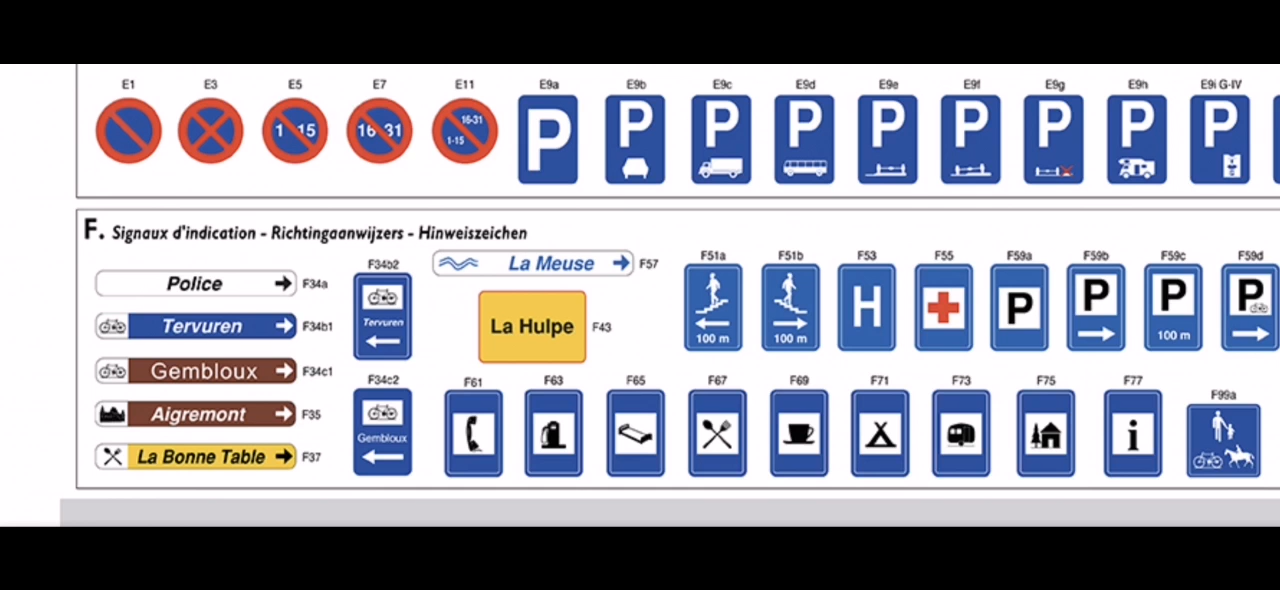 E1 E3 E5 E7 E11 E9a E9b E9c E9d E9e E9f E9g E9h E9i G-IV
1 15 16 31 16-31
1-15
P P P P P P P P P
F. Signaux d'indication - Richtingaanwijzers - Hinweiszeichen
Police F34a
Tervuren F34b1
Gembloux F34c1
Aigremont F35
La Bonne Table F37
F34b2
Tervuren
F34c2
Gembloux
La Meuse F57
La Hulpe F43
F51a F51b F53 F55 F59a F59b F59c F59d
H P P P P
100 m 100 m 100 m
F61 F63 F65 F67 F69 F71 F73 F75 F77 F99a
i